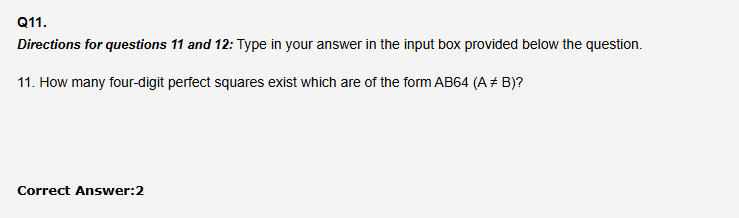 Q11.
Directions for questions 11 and 12: Type in your answer in the input box provided below the question.
11. How many four-digit perfect squares exist which are of the form AB64 (A ≠ B)?
Correct Answer:2